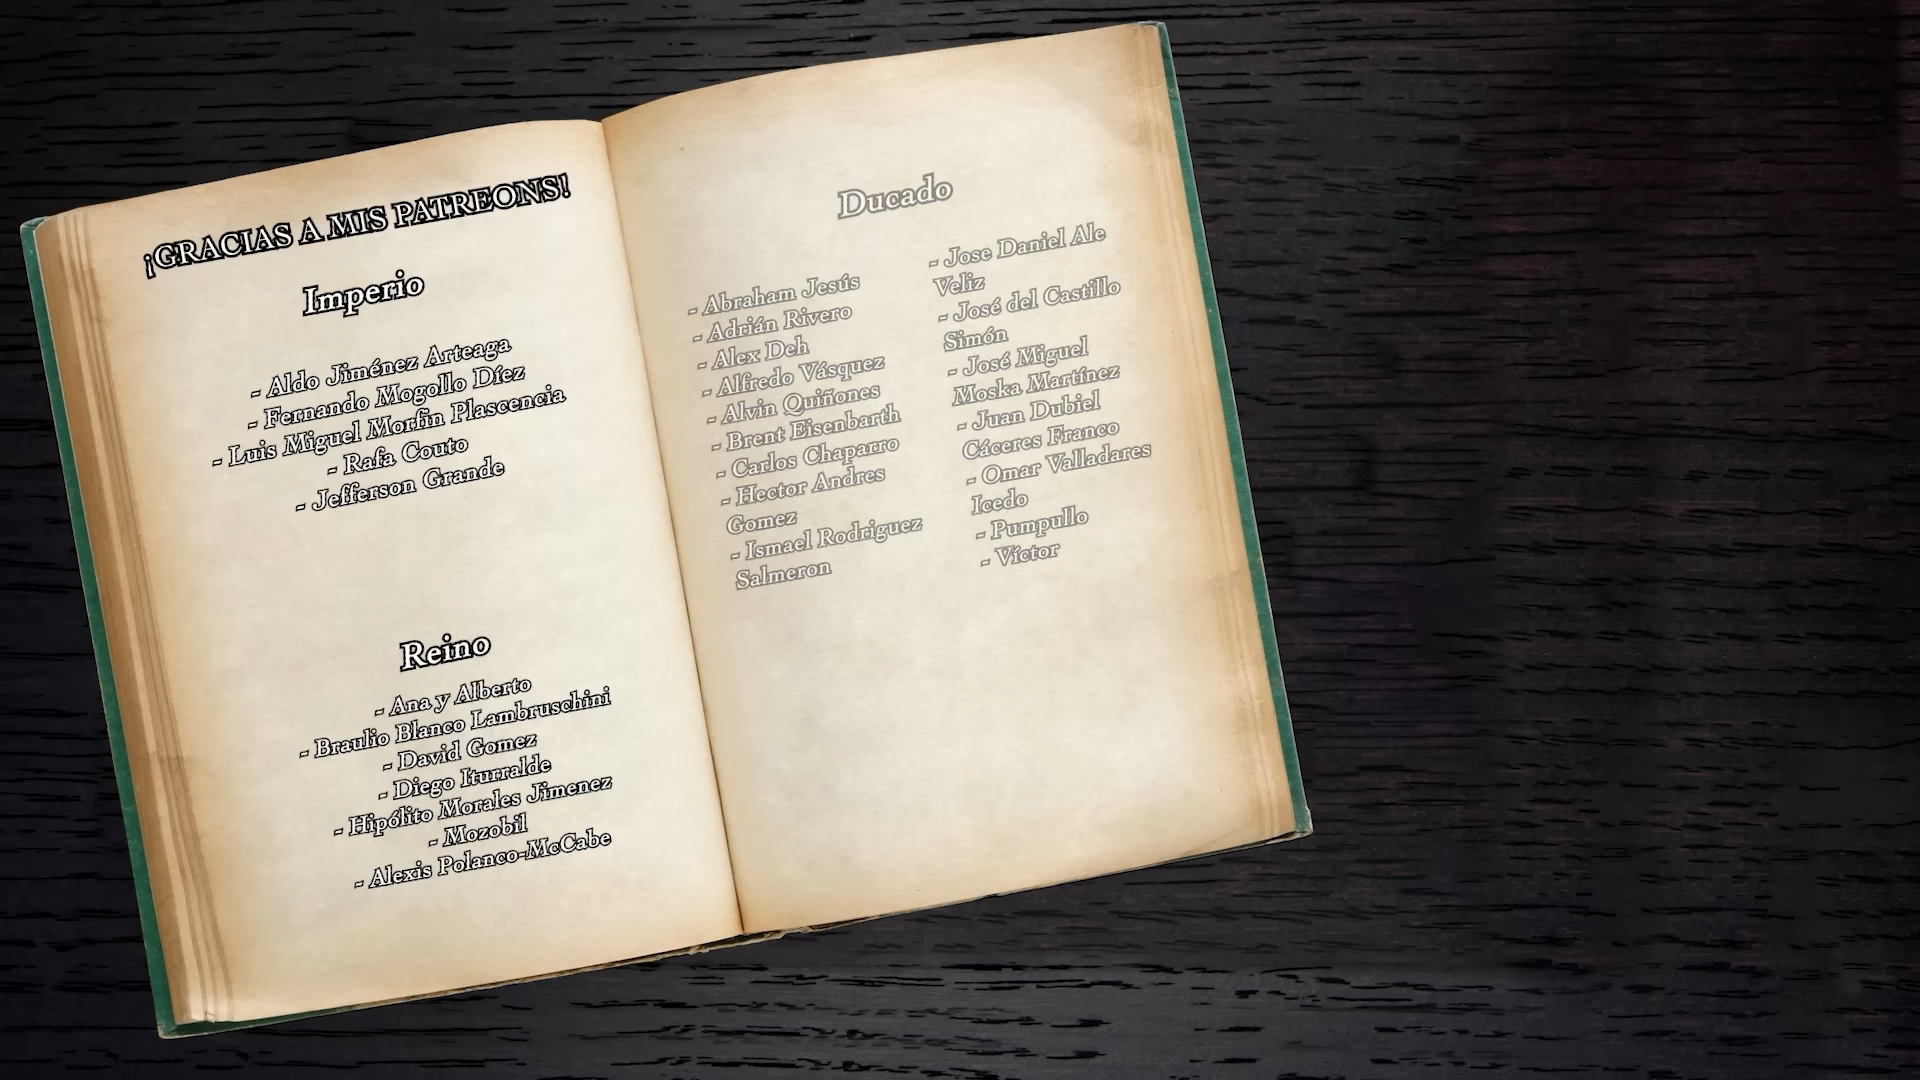 ¡GRACIAS A MIS PATREONS!
Imperio
- Aldo Jiménez Arteaga
- Fernando Mogollo Díez
- Luis Miguel Morfin Plascencia
- Rafa Couto
- Jefferson Grande
Reino
- Ana y Alberto
- Braulio Blanco Lambruschini
- David Gomez
- Diego Iturralde
- Hipólito Morales Jimenez
- Mozobil
- Alexis Polanco-McCabe
Ducado
- Abraham Jesús
- Adrián Rivero
- Alex Deh
- Alfredo Vásquez
- Alvin Quiñones
- Brent Eisenbarth
- Carlos Chaparro
- Hector Andres
Gomez
- Ismael Rodriguez
Salmeron
- Jose Daniel Ale
Veliz
- José del Castillo
Simón
- José Miguel
Moska Martínez
- Juan Dubiel
Cáceres Franco
- Omar Valladares
Icedo
- Pumpullo
- Víctor